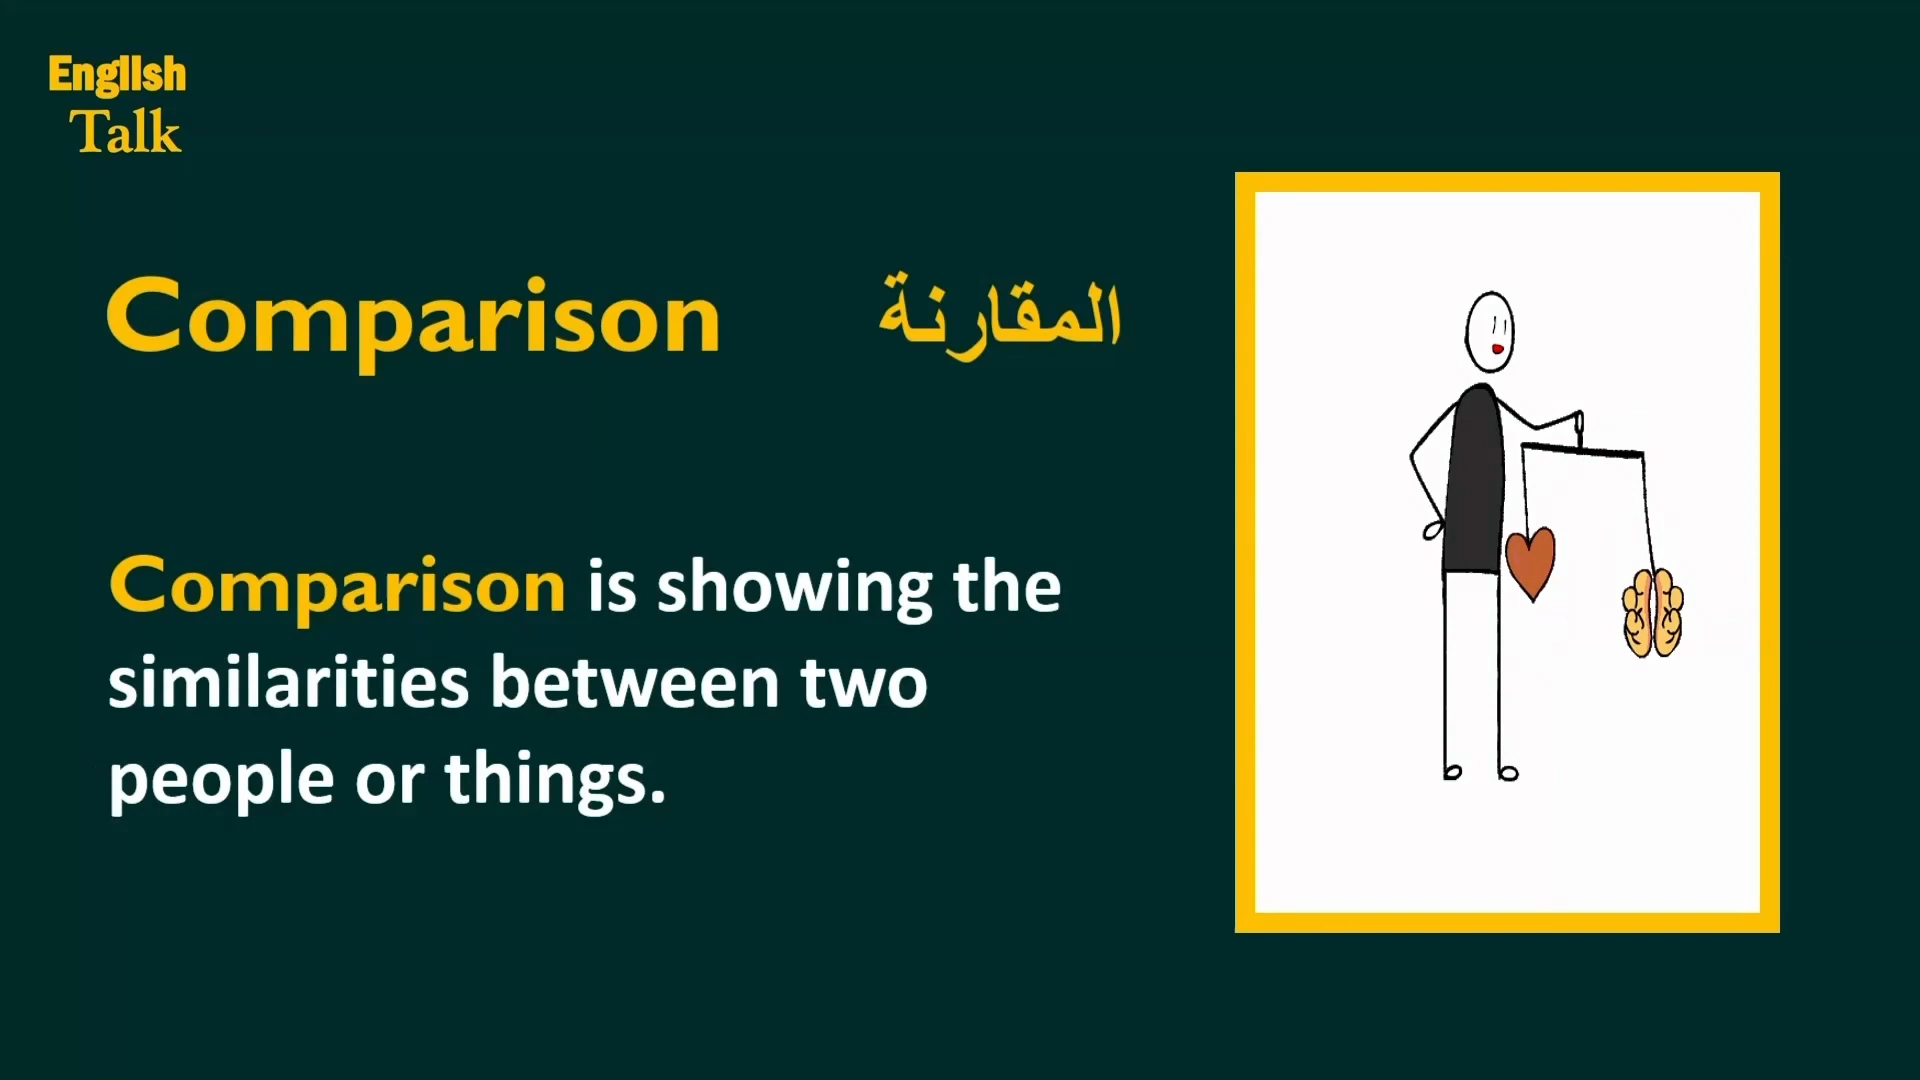 English
Talk
Comparison المقارنة
Comparison is showing the
similarities between two
people or things.